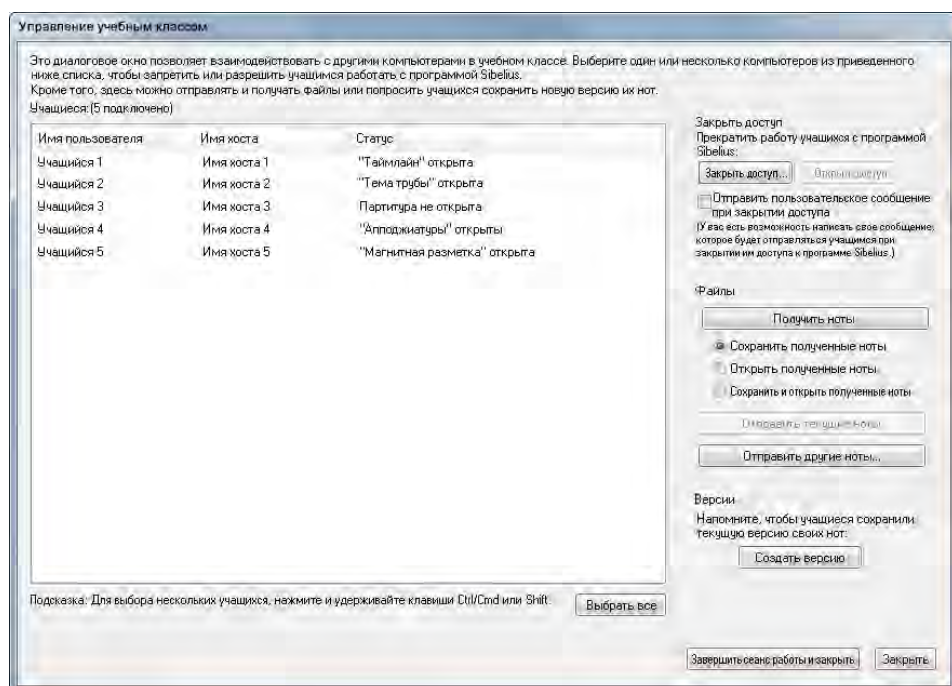 Управление учебным классом
Это диалоговое окно позволяет взаимодействовать с другими компьютерами в учебном классе. Выберите один или несколько компьютеров из приведенного
ниже списка, чтобы запретить или разрешить учащимся работать с программой Sibelius.
Кроме того, здесь можно отправлять и получать файлы или попросить учащихся сохранить новую версию их нот.
Учащиеся:(5 подключено)
Имя пользователя Имя хоста Статус
Учащийся 1 Имя хоста 1 "Таймлайн" открыта
Учащийся 2 Имя хоста 2 "Тема трубы" открыта
Учащийся 3 Имя хоста 3 Партитура не открыта
Учащийся 4 Имя хоста 4 "Апподжиатуры" открыты
Учащийся 5 Имя хоста 5 "Магнитная разметка" открыта
Подсказка: Для выбора нескольких учащихся, нажмите и удерживайте клавиши Ctrl/Cmd или Shift.
Выбрать все
Закрыть доступ
Прекратить работу учащихся с программой
Sibelius:
Закрыть доступ... Открыть доступ
Отправить пользовательское сообщение
при закрытии доступа
(У вас есть возможность написать свое сообщение,
которое будет отправляться учащимся при
закрытии им доступа к программе Sibelius.)
Файлы
Получить ноты
Сохранить полученные ноты
Открыть полученные ноты
Сохранить и открыть полученные ноты
Отправить текущие ноты
Отправить другие ноты...
Версии
Напомните, чтобы учащиеся сохранили
текущую версию своих нот:
Создать версию
Завершить сеанс работы и закрыть Закрыть